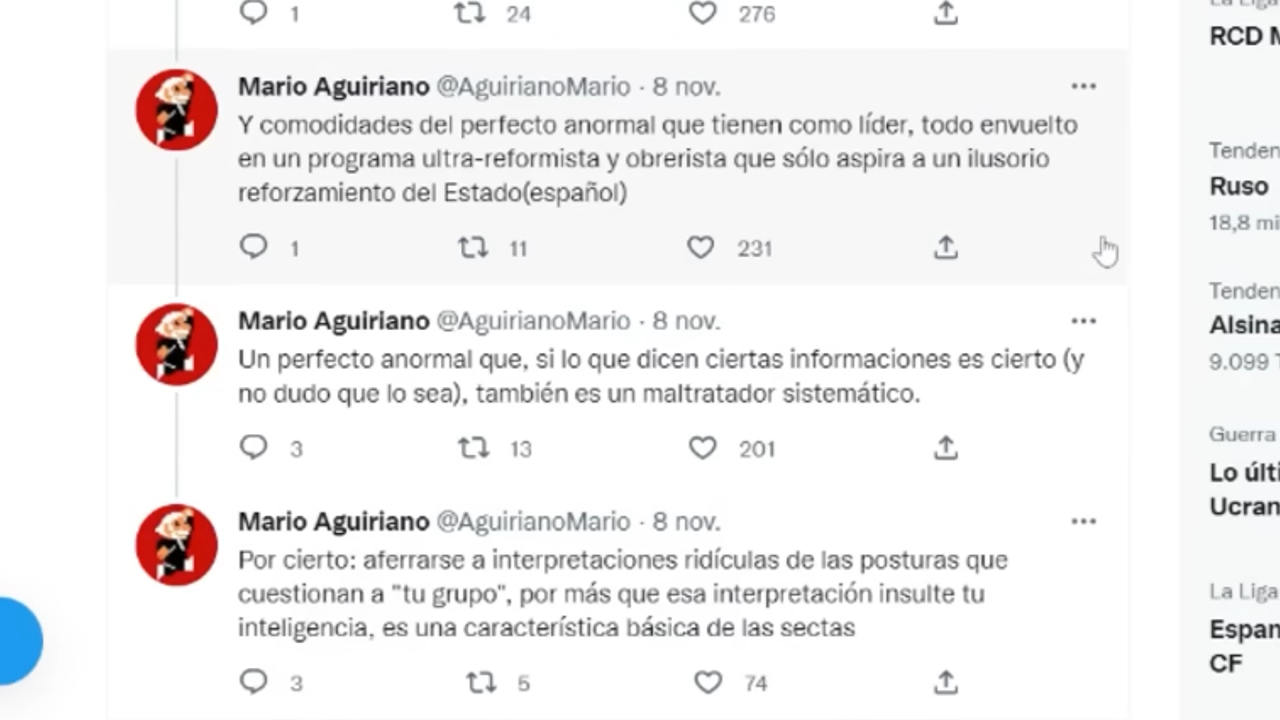 1 24 276
Mario Aguiriano @AguirianoMario · 8 nov.
Y comodidades del perfecto anormal que tienen como líder, todo envuelto
en un programa ultra-reformista y obrerista que sólo aspira a un ilusorio
reforzamiento del Estado(español)
1 11 231
Mario Aguiriano @AguirianoMario · 8 nov.
Un perfecto anormal que, si lo que dicen ciertas informaciones es cierto (y
no dudo que lo sea), también es un maltratador sistemático.
3 13 201
Mario Aguiriano @AguirianoMario · 8 nov.
Por cierto: aferrarse a interpretaciones ridículas de las posturas que
cuestionan a "tu grupo", por más que esa interpretación insulte tu
inteligencia, es una característica básica de las sectas
3 5 74
La Liga
RCD M
Tenden
Ruso
18,8 mi
Tenden
Alsina
9.099 T
Guerra
Lo últi
Ucran
La Liga
Espan
CF